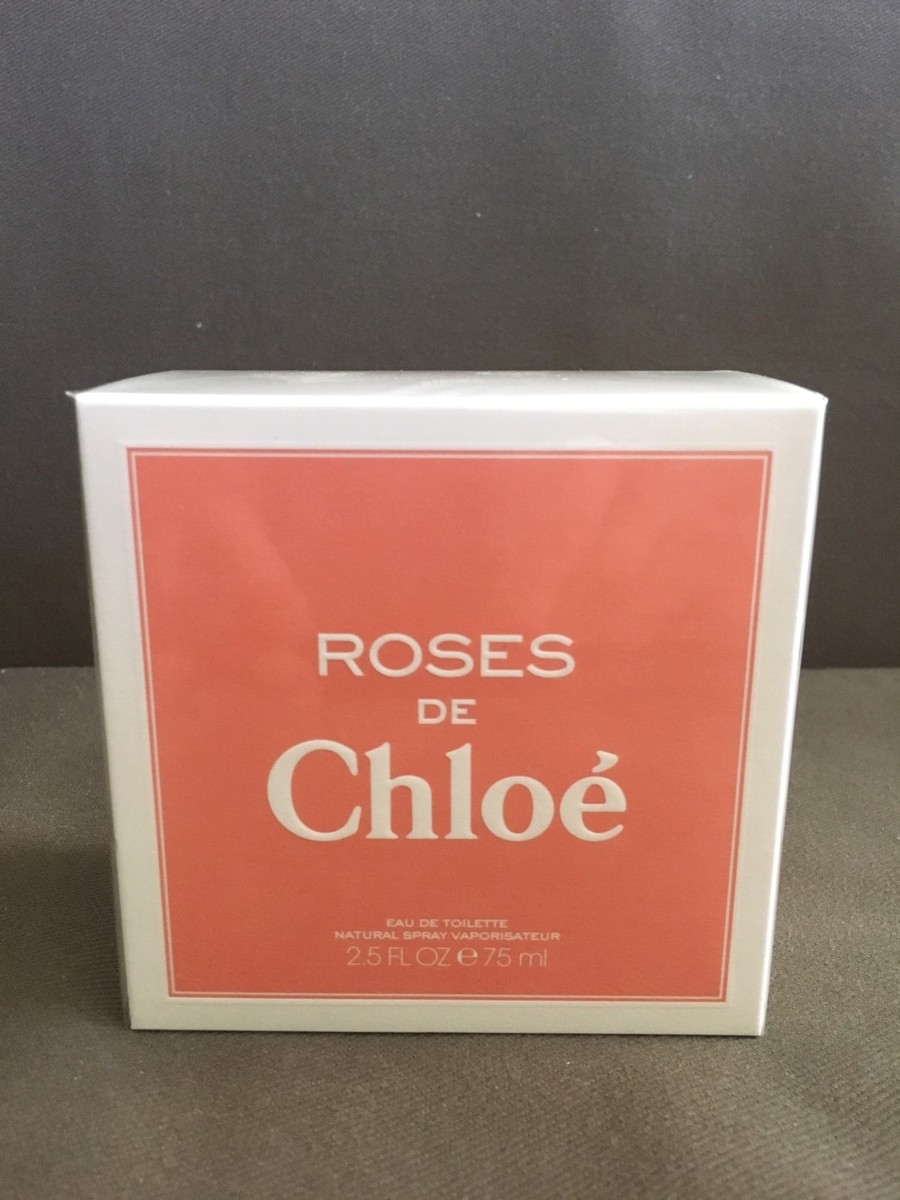 ROSES
DE
Chloé
EAU DE TOILETTE
NATURAL SPRAY VAPORISATEUR
2.5 FL OZ ℮ 75 ml